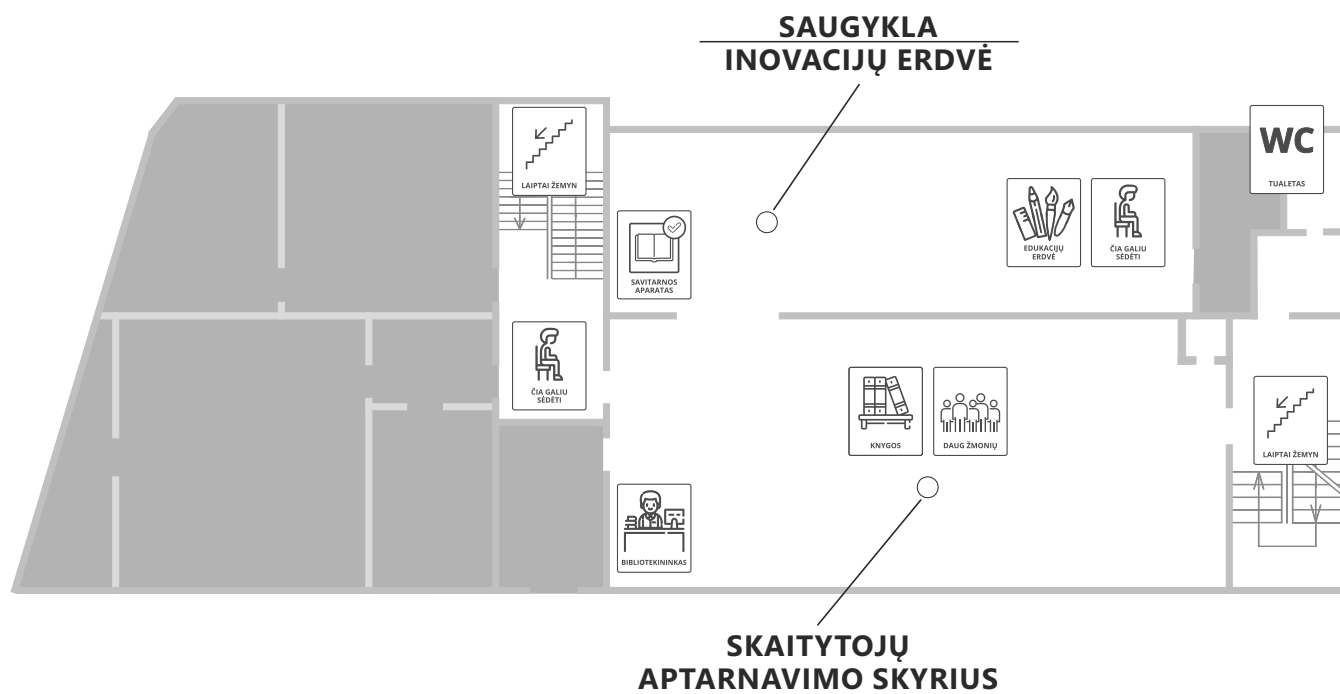 SAUGYKLA
INOVACIJŲ ERDVĖ
WC
TUALETAS
LAIPTAI ŽEMYN
EDUKACIJŲ
ERDVĖ
ČIA GALIU
SĖDĖTI
SAVITARNOS
APARATAS
ČIA GALIU
SĖDĖTI
KNYGOS
DAUG ŽMONIŲ
LAIPTAI ŽEMYN
BIBLIOTEKININKAS
SKAITYTOJŲ
APTARNAVIMO SKYRIUS